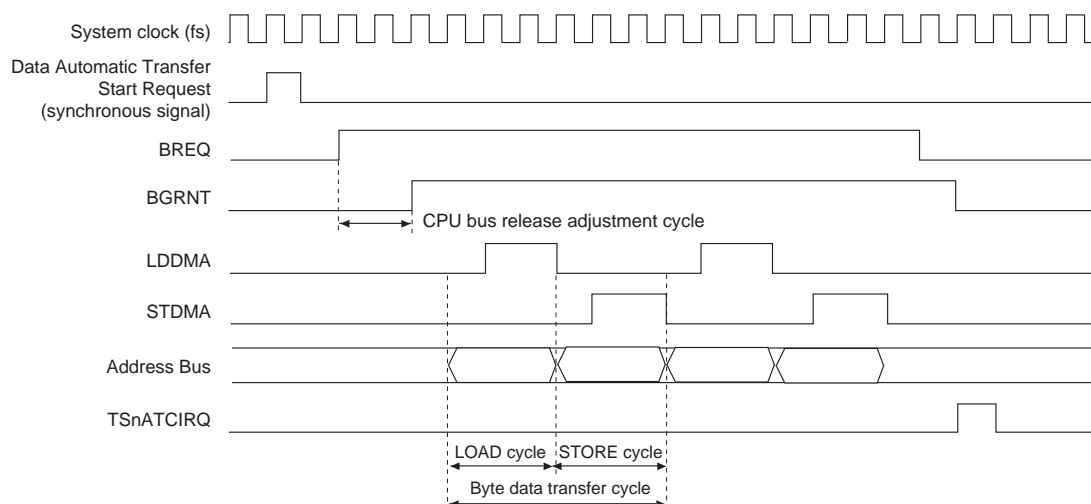 System clock (fs)
Data Automatic Transfer
Start Request
(synchronous signal)
BREQ
BGRNT
CPU bus release adjustment cycle
LDDMA
STDMA
Address Bus
TSnATCIRQ
LOAD cycle
STORE cycle
Byte data transfer cycle